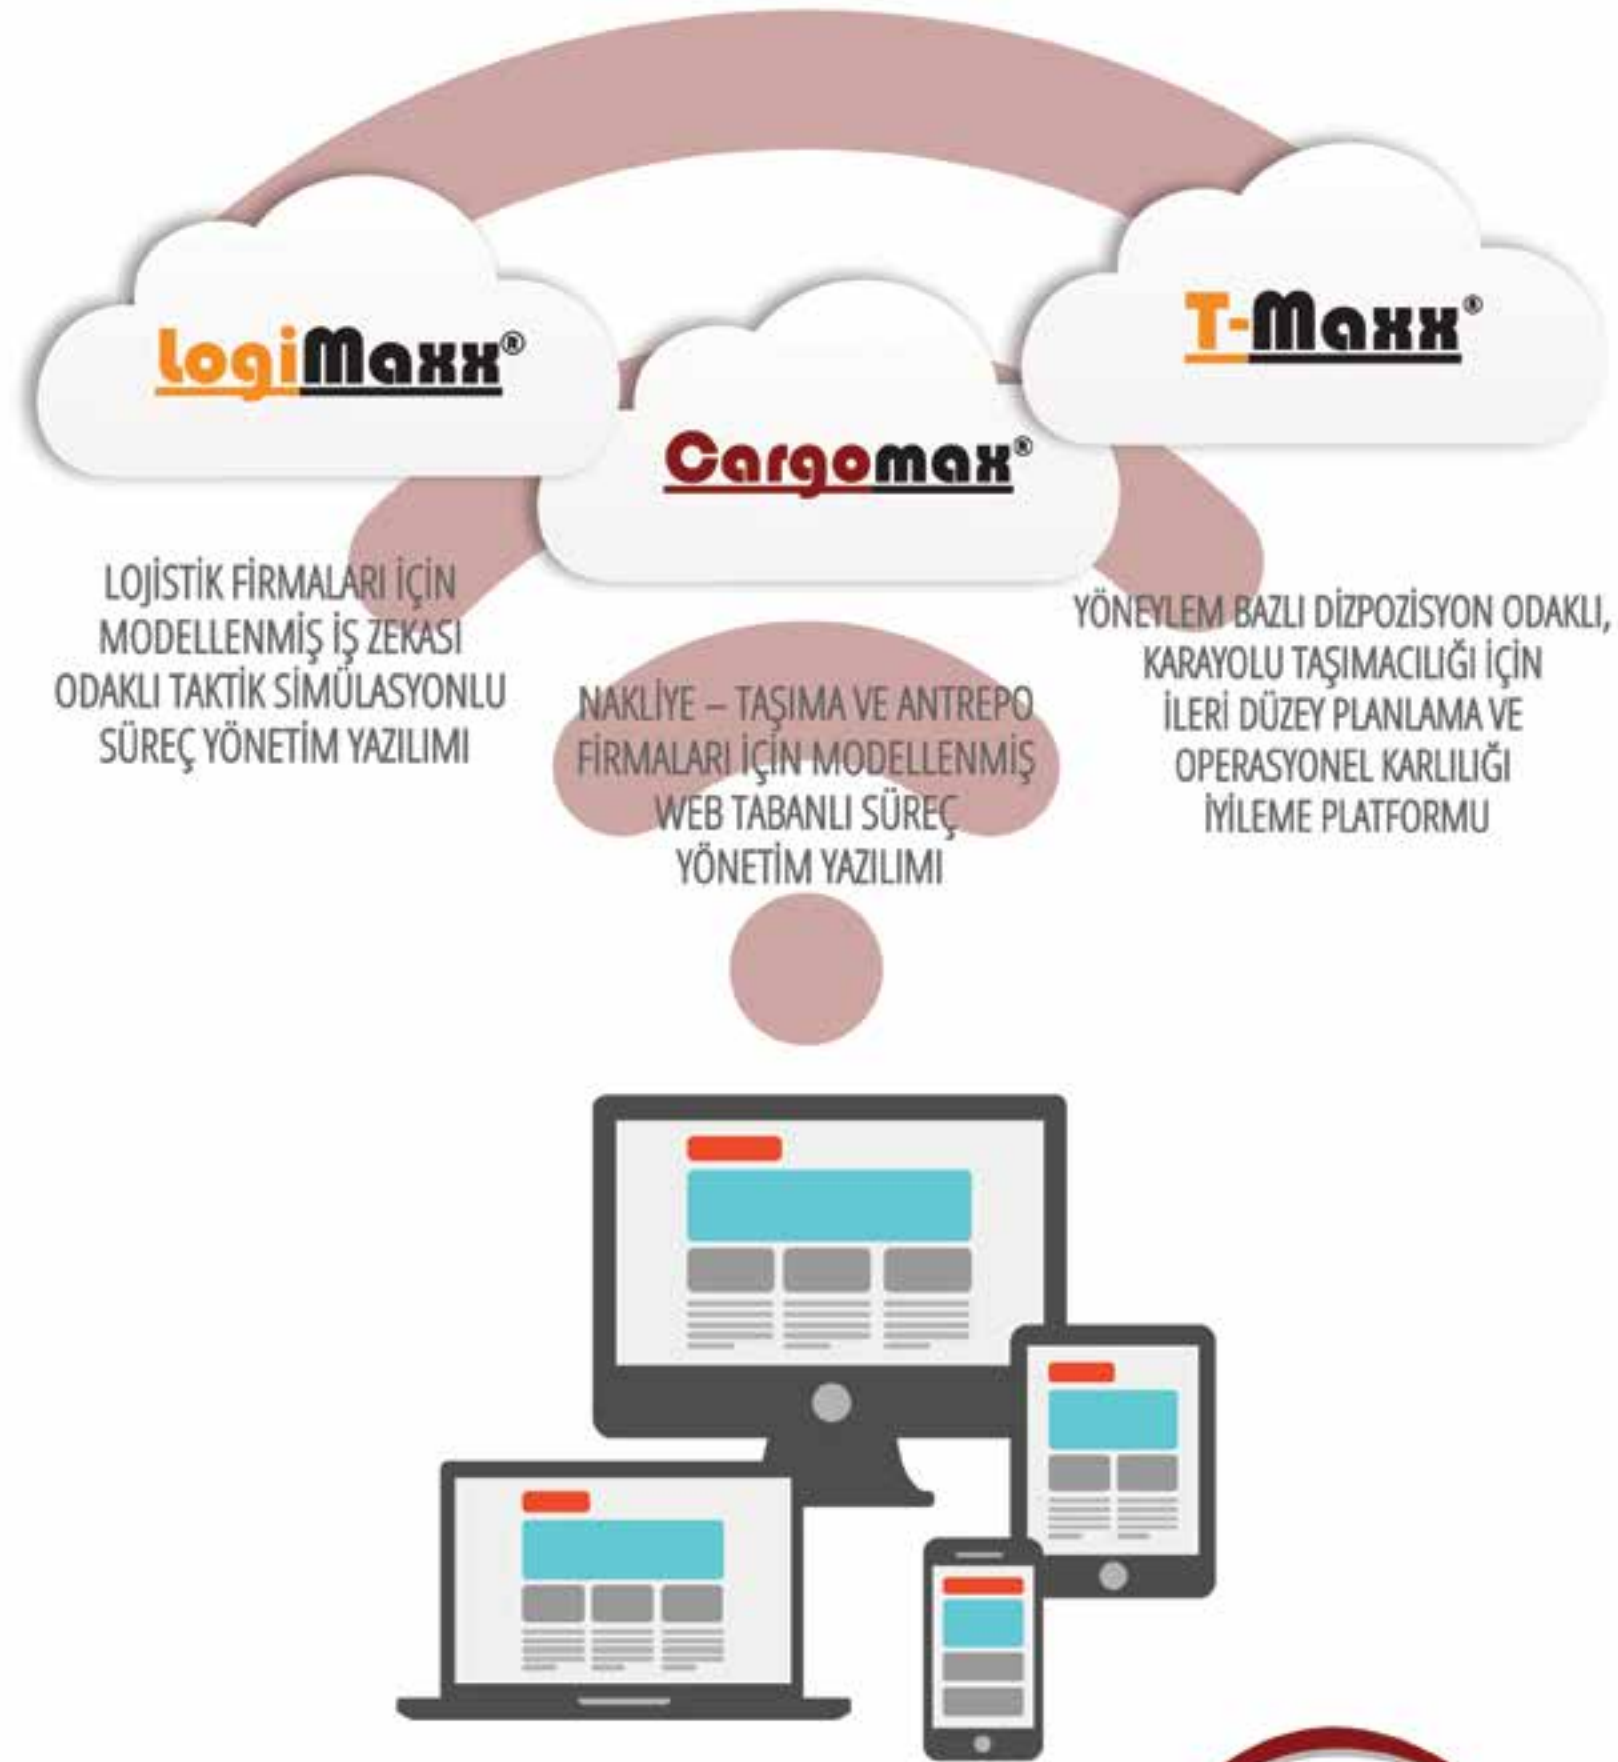 LogiMaxx®
Cargomax®
T-Maxx®
LOJİSTİK FİRMALARI İÇİN
MODELLENMİŞ İŞ ZEKASI
ODAKLI TAKTİK SİMÜLASYONLU
SÜREÇ YÖNETİM YAZILIMI
NAKLİYE – TAŞIMA VE ANTREPO
FİRMALARI İÇİN MODELLENMİŞ
WEB TABANLI SÜREÇ
YÖNETİM YAZILIMI
YÖNEYLEM BAZLI DİZPOZİSYON ODAKLI,
KARAYOLU TAŞIMACILIĞI İÇİN
İLERİ DÜZEY PLANLAMA VE
OPERASYONEL KARLILIĞI
İYİLEME PLATFORMU